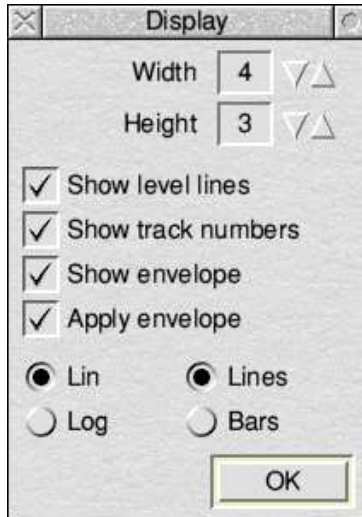 Display
Width 4
Height 3
Show level lines
Show track numbers
Show envelope
Apply envelope
Lin Lines
Log Bars
OK